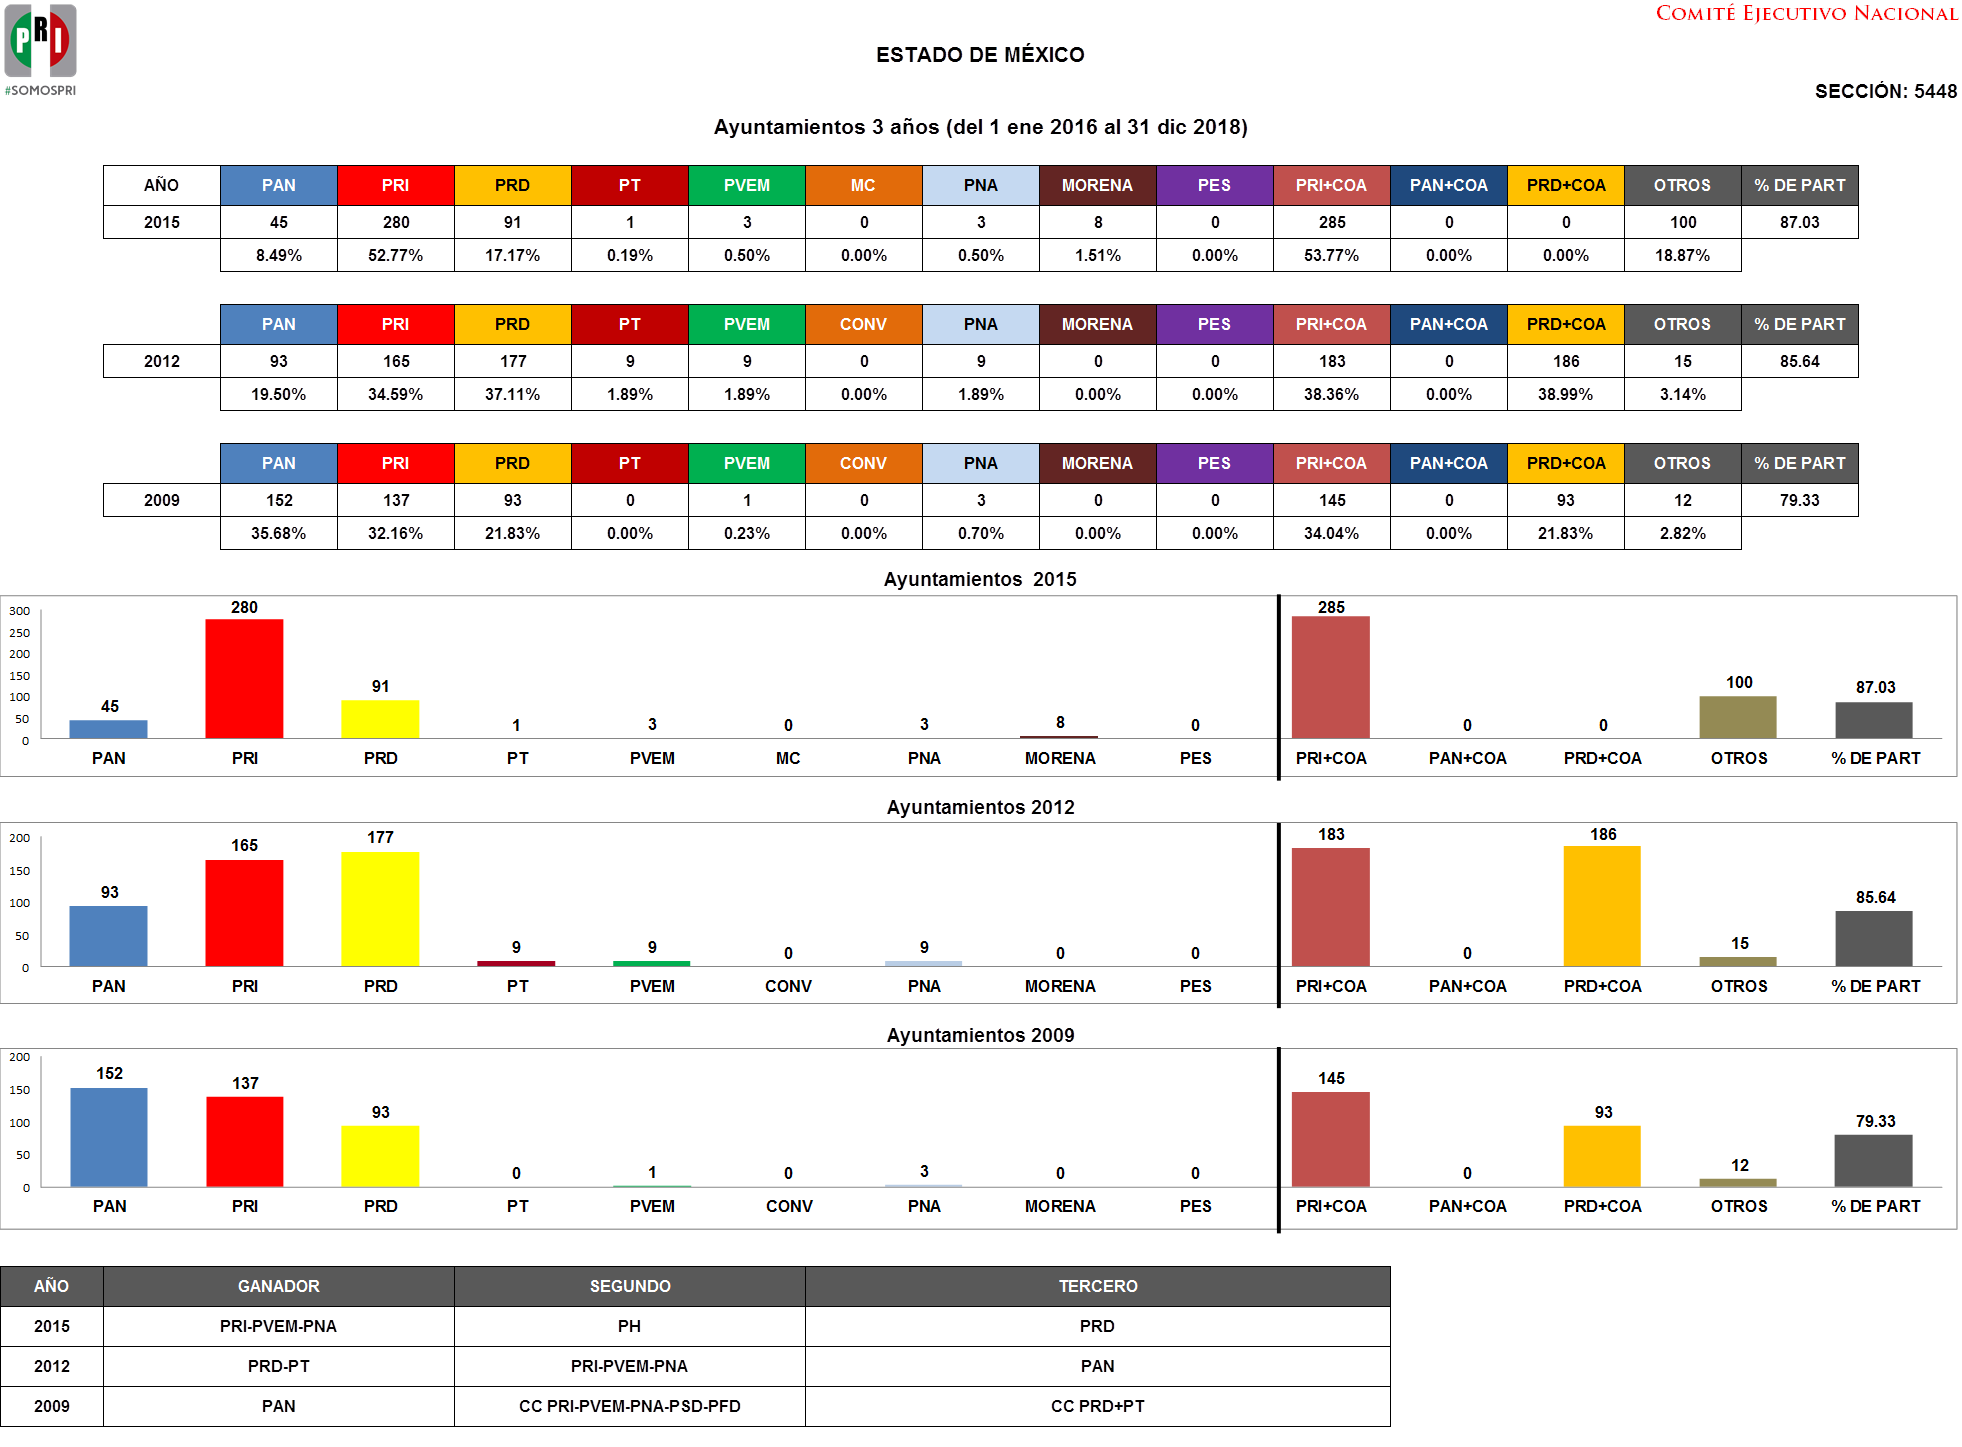 PRI
#SOMOSPRI
COMITÉ EJECUTIVO NACIONAL
ESTADO DE MÉXICO
SECCIÓN: 5448
Ayuntamientos 3 años (del 1 ene 2016 al 31 dic 2018)
AÑO PAN PRI PRD PT PVEM MC PNA MORENA PES PRI+COA PAN+COA PRD+COA OTROS % DE PART
2015 45 280 91 1 3 0 3 8 0 285 0 0 100 87.03
8.49% 52.77% 17.17% 0.19% 0.50% 0.00% 0.50% 1.51% 0.00% 53.77% 0.00% 0.00% 18.87%
PAN PRI PRD PT PVEM CONV PNA MORENA PES PRI+COA PAN+COA PRD+COA OTROS % DE PART
2012 93 165 177 9 9 0 9 0 0 183 0 186 15 85.64
19.50% 34.59% 37.11% 1.89% 1.89% 0.00% 1.89% 0.00% 0.00% 38.36% 0.00% 38.99% 3.14%
PAN PRI PRD PT PVEM CONV PNA MORENA PES PRI+COA PAN+COA PRD+COA OTROS % DE PART
2009 152 137 93 0 1 0 3 0 0 145 0 93 12 79.33
35.68% 32.16% 21.83% 0.00% 0.23% 0.00% 0.70% 0.00% 0.00% 34.04% 0.00% 21.83% 2.82%
Ayuntamientos 2015
300
250
200
150
100
50
0
45 280 91 1 3 0 3 8 0 285 0 0 100 87.03
PAN PRI PRD PT PVEM MC PNA MORENA PES PRI+COA PAN+COA PRD+COA OTROS % DE PART
Ayuntamientos 2012
200
150
100
50
0
93 165 177 9 9 0 9 0 0 183 0 186 15 85.64
PAN PRI PRD PT PVEM CONV PNA MORENA PES PRI+COA PAN+COA PRD+COA OTROS % DE PART
Ayuntamientos 2009
200
150
100
50
0
152 137 93 0 1 0 3 0 0 145 0 93 12 79.33
PAN PRI PRD PT PVEM CONV PNA MORENA PES PRI+COA PAN+COA PRD+COA OTROS % DE PART
AÑO GANADOR SEGUNDO TERCERO
2015 PRI-PVEM-PNA PH PRD
2012 PRD-PT PRI-PVEM-PNA PAN
2009 PAN CC PRI-PVEM-PNA-PSD-PFD CC PRD+PT